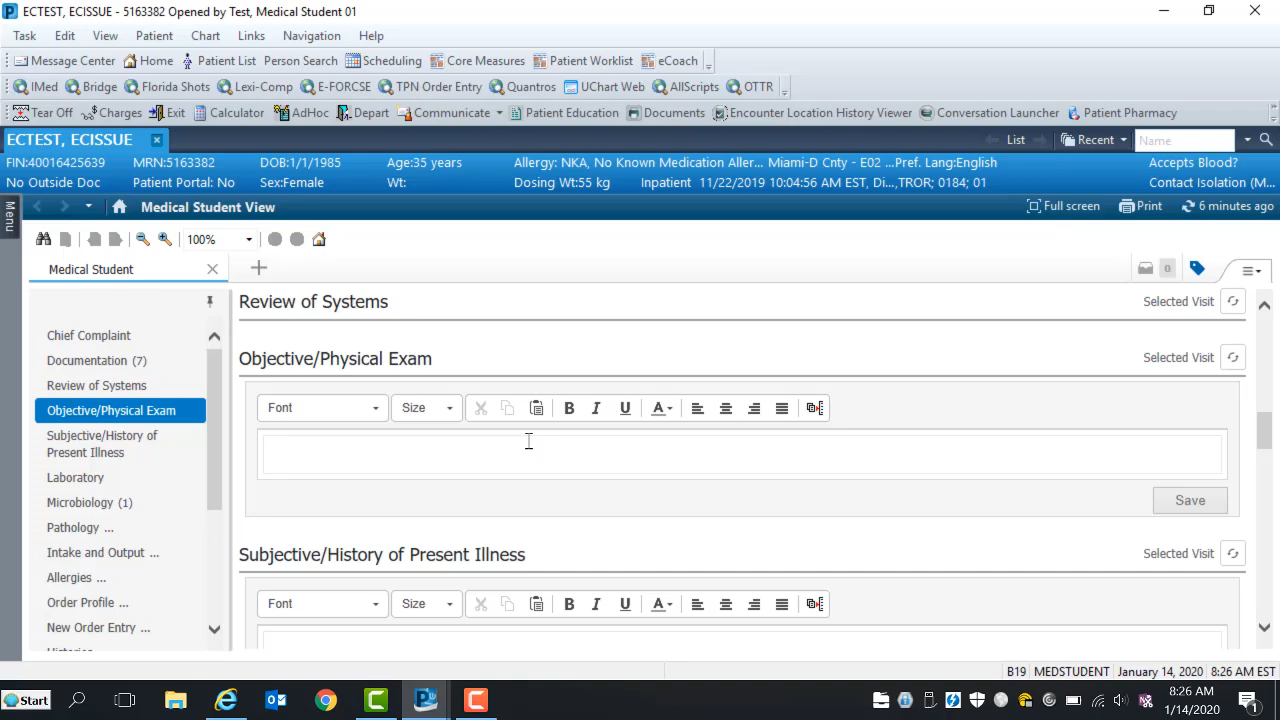 ECTEST, ECISSUE - 5163382 Opened by Test, Medical Student 01
Task Edit View Patient Chart Links Navigation Help
Message Center Home Patient List Person Search Scheduling Core Measures Patient Worklist eCoach
IMed Bridge Florida Shots Lexi-Comp E-FORCSE TPN Order Entry Quantros UChart Web AllScripts OTTR
Tear Off Charges Exit Calculator AdHoc Depart Communicate Patient Education Documents Encounter Location History Viewer Conversation Launcher Patient Pharmacy
ECTEST, ECISSUE List Recent Name
FIN:40016425639 MRN:5163382 DOB:1/1/1985 Age:35 years Allergy: NKA, No Known Medication Aller... Miami-D Cnty - E02 ...Pref. Lang:English Accepts Blood?
No Outside Doc Patient Portal: No Sex:Female Wt: Dosing Wt:55 kg Inpatient 11/22/2019 10:04:56 AM EST, Di...,TROR; 0184; 01 Contact Isolation (M...
Menu
Medical Student View Full screen Print 6 minutes ago
100%
Medical Student 0
Chief Complaint
Documentation (7)
Review of Systems
Objective/Physical Exam
Subjective/History of
Present Illness
Laboratory
Microbiology (1)
Pathology ...
Intake and Output ...
Allergies ...
Order Profile ...
New Order Entry ...
Histories
Review of Systems Selected Visit
Objective/Physical Exam Selected Visit
Font Size B I U A
Save
Subjective/History of Present Illness Selected Visit
Font Size B I U A
B19 MEDSTUDENT January 14, 2020 8:26 AM EST
Start
8:26 AM
1/14/2020
1